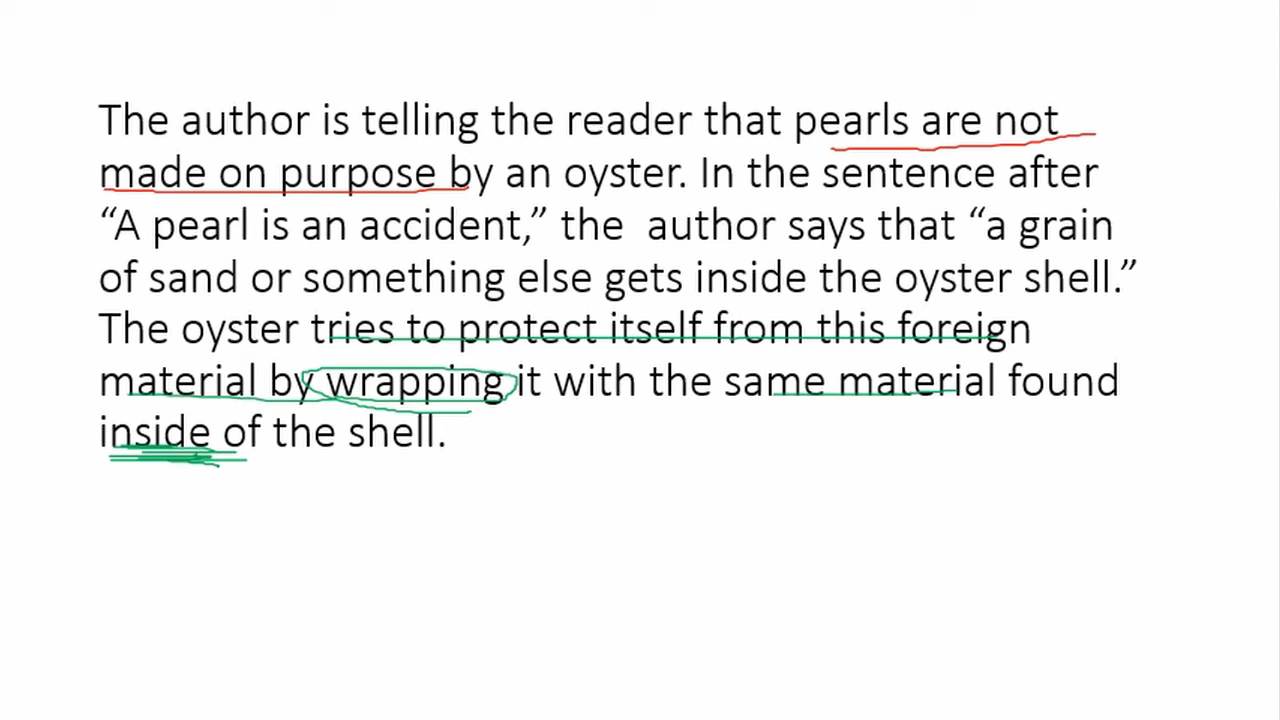 The author is telling the reader that pearls are not
made on purpose by an oyster. In the sentence after
“A pearl is an accident,” the  author says that “a grain
of sand or something else gets inside the oyster shell.”
The oyster tries to protect itself from this foreign
material by wrapping it with the same material found
inside of the shell.